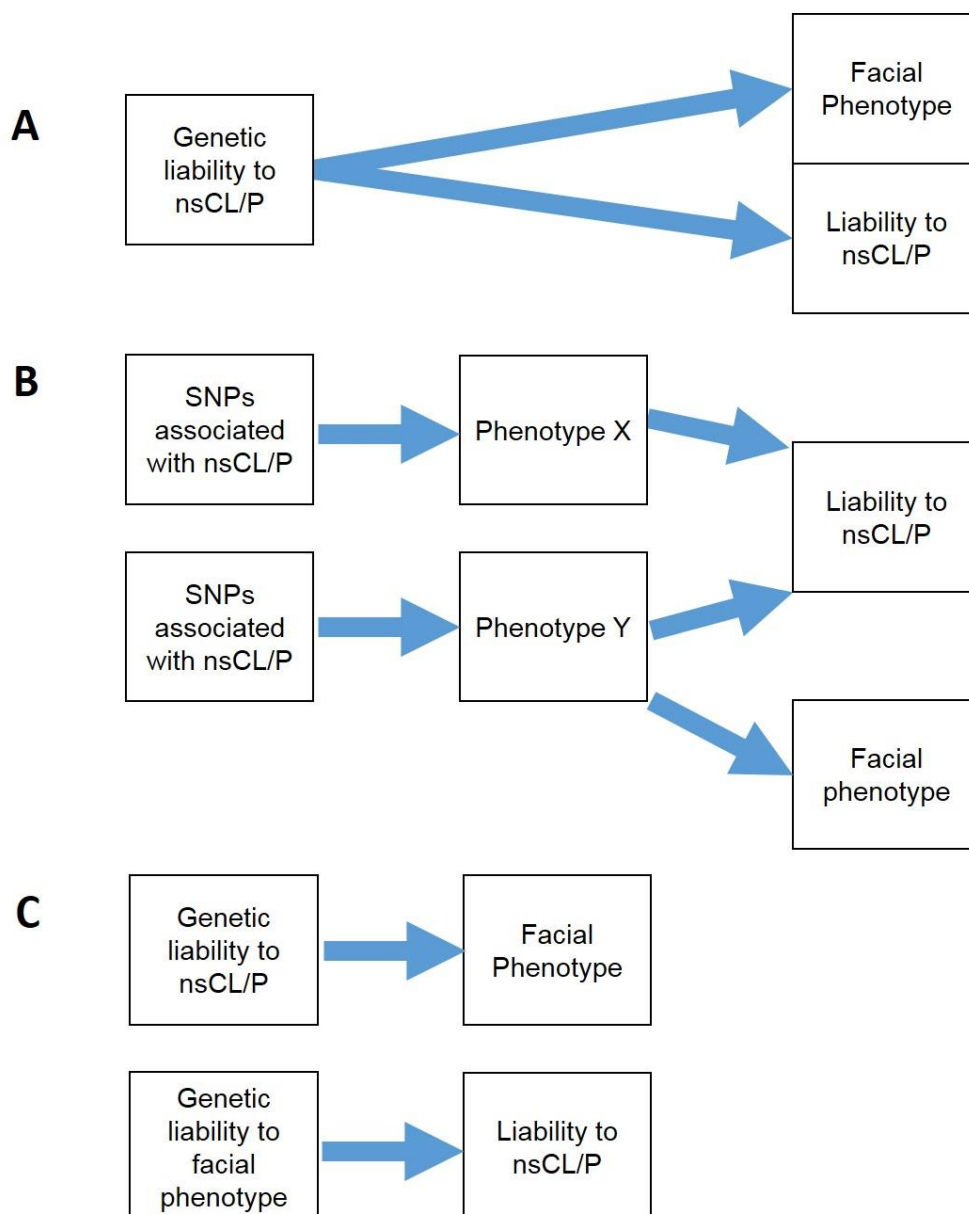 A
Genetic
liability to
nsCL/P
Facial
Phenotype
Liability to
nsCL/P
B
SNPs
associated
with nsCL/P
Phenotype X
Liability to
nsCL/P
SNPs
associated
with nsCL/P
Phenotype Y
Facial
phenotype
C
Genetic
liability to
nsCL/P
Facial
Phenotype
Genetic
liability to
facial
phenotype
Liability to
nsCL/P